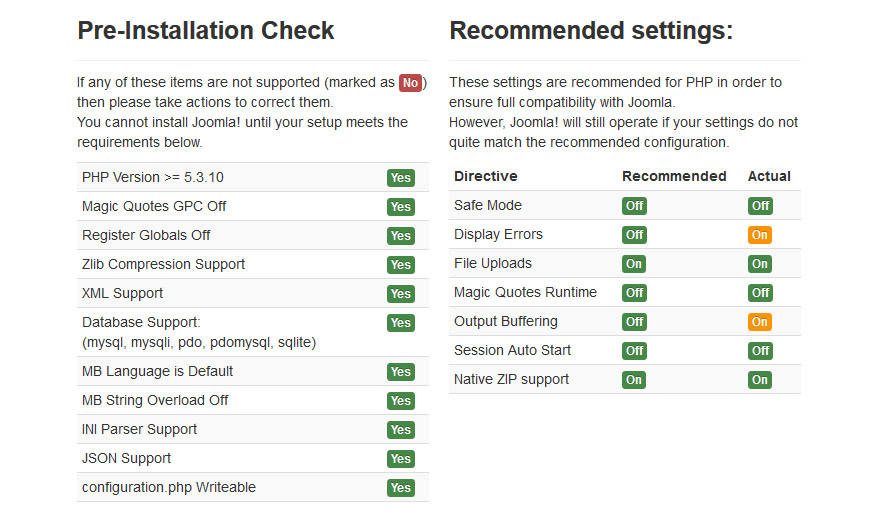 Pre-Installation Check
If any of these items are not supported (marked as No)
then please take actions to correct them.
You cannot install Joomla! until your setup meets the
requirements below.
PHP Version >= 5.3.10 Yes
Magic Quotes GPC Off Yes
Register Globals Off Yes
Zlib Compression Support Yes
XML Support Yes
Database Support: Yes
(mysql, mysqli, pdo, pdomysql, sqlite)
MB Language is Default Yes
MB String Overload Off Yes
INI Parser Support Yes
JSON Support Yes
configuration.php Writeable Yes
Recommended settings:
These settings are recommended for PHP in order to
ensure full compatibility with Joomla.
However, Joomla! will still operate if your settings do not
quite match the recommended configuration.
Directive Recommended Actual
Safe Mode Off Off
Display Errors Off On
File Uploads On On
Magic Quotes Runtime Off Off
Output Buffering Off On
Session Auto Start Off Off
Native ZIP support On On